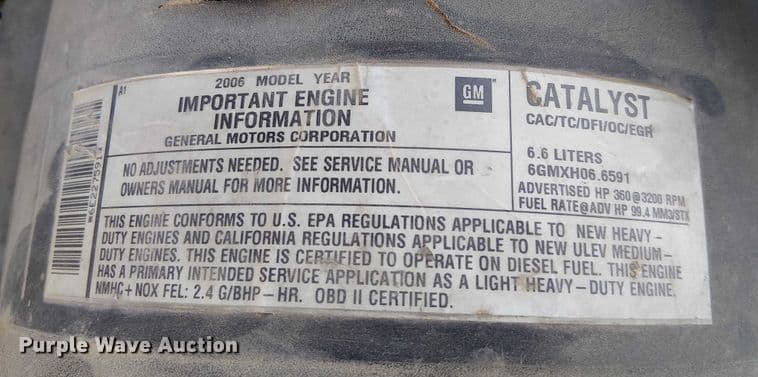 A1
2006 MODEL YEAR
IMPORTANT ENGINE
INFORMATION
GENERAL MOTORS CORPORATION
GM
CATALYST
CAC/TC/DFI/OC/EGR
NO ADJUSTMENTS NEEDED. SEE SERVICE MANUAL OR
OWNERS MANUAL FOR MORE INFORMATION.
6.6 LITERS
6GMXH06.6591
ADVERTISED HP 360@3200 RPM
FUEL RATE@ADV HP 99.4 MM3/STK
THIS ENGINE CONFORMS TO U.S. EPA REGULATIONS APPLICABLE TO NEW HEAVY-
DUTY ENGINES AND CALIFORNIA REGULATIONS APPLICABLE TO NEW ULEV MEDIUM-
DUTY ENGINES. THIS ENGINE IS CERTIFIED TO OPERATE ON DIESEL FUEL. THIS ENGINE
HAS A PRIMARY INTENDED SERVICE APPLICATION AS A LIGHT HEAVY-DUTY ENGINE.
NMHC+NOX FEL: 2.4 G/BHP-HR. OBD II CERTIFIED.
Purple Wave Auction